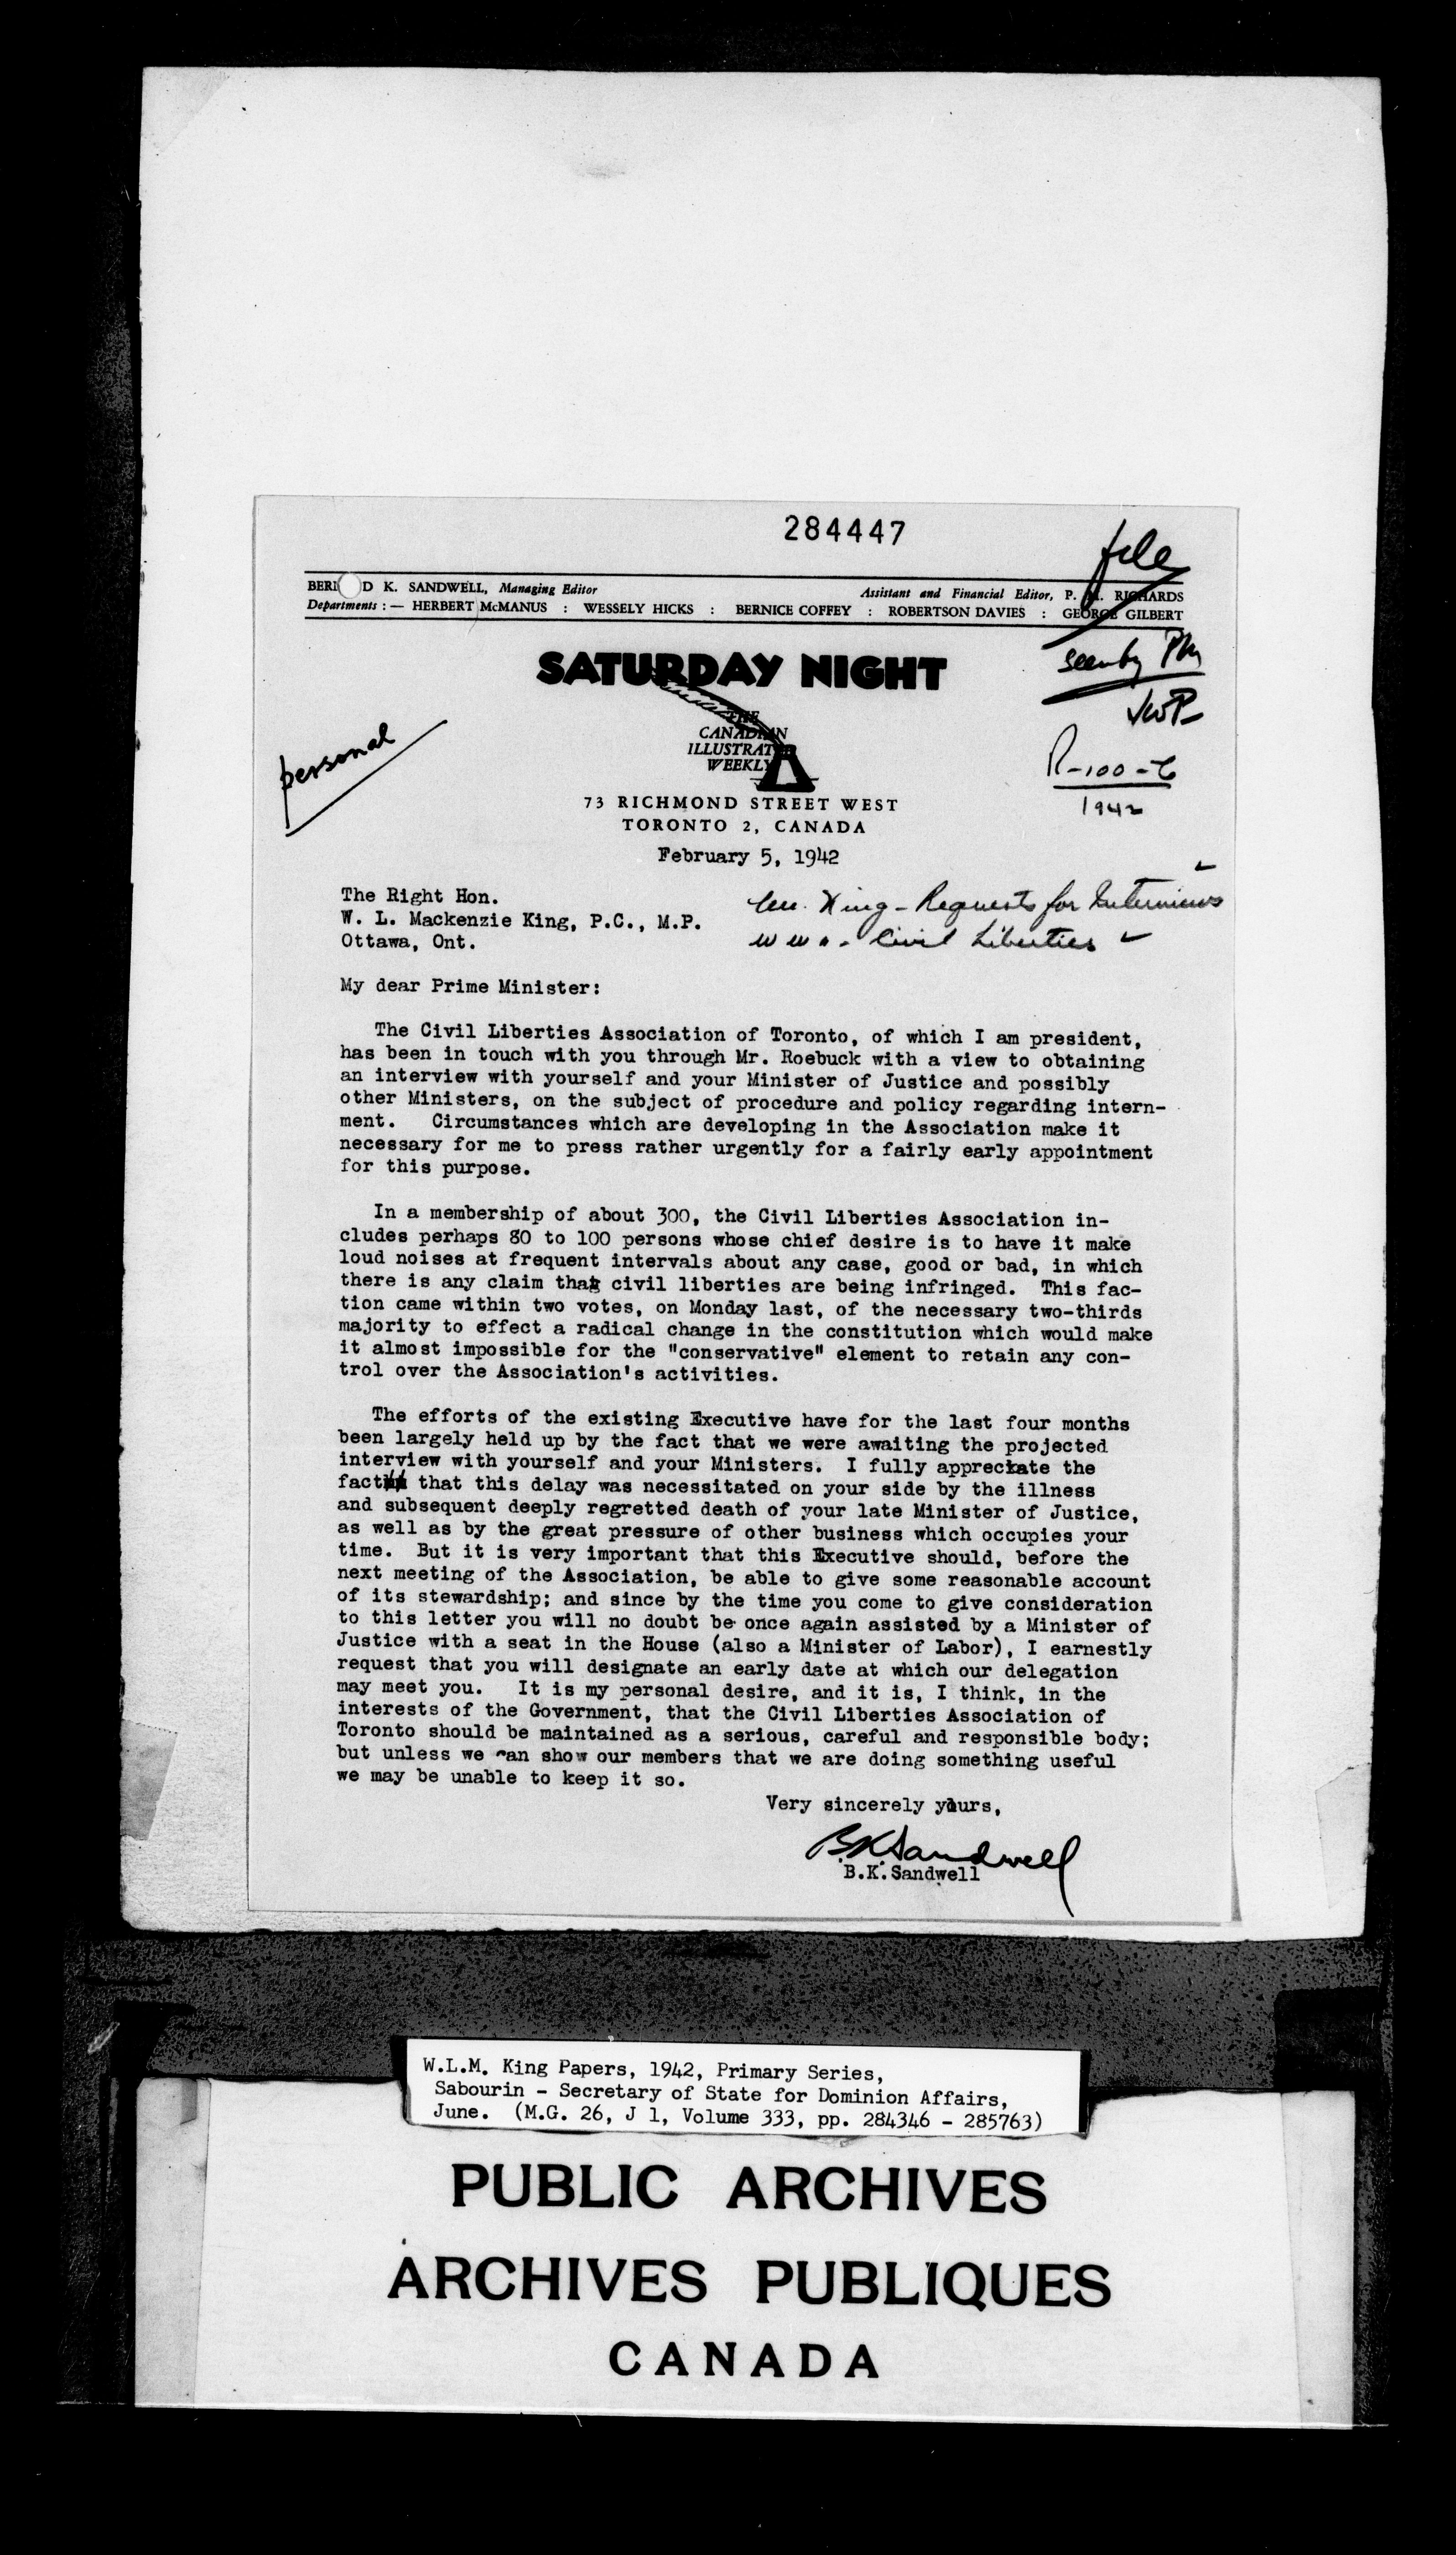 284447
file
BER D K. SANDWELL, Managing Editor Assistant and Financial Editor, P. M. RICHARDS
Departments :— HERBERT McMANUS : WESSELY HICKS : BERNICE COFFEY : ROBERTSON DAVIES : GEORGE GILBERT
seen by PM
SATURDAY NIGHT
JWP
THE
CANADIAN
ILLUSTRATED
WEEKLY
personal
R-100-C
1942
73 RICHMOND STREET WEST
TORONTO 2, CANADA
February 5, 1942
The Right Hon.
W. L. Mackenzie King, P.C., M.P.
Ottawa, Ont.
King - Requests for Interviews
Civil Liberties
My dear Prime Minister:
The Civil Liberties Association of Toronto, of which I am president,
has been in touch with you through Mr. Roebuck with a view to obtaining
an interview with yourself and your Minister of Justice and possibly
other Ministers, on the subject of procedure and policy regarding intern-
ment. Circumstances which are developing in the Association make it
necessary for me to press rather urgently for a fairly early appointment
for this purpose.
In a membership of about 300, the Civil Liberties Association in-
cludes perhaps 80 to 100 persons whose chief desire is to have it make
loud noises at frequent intervals about any case, good or bad, in which
there is any claim that civil liberties are being infringed. This fac-
tion came within two votes, on Monday last, of the necessary two-thirds
majority to effect a radical change in the constitution which would make
it almost impossible for the "conservative" element to retain any con-
trol over the Association's activities.
The efforts of the existing Executive have for the last four months
been largely held up by the fact that we were awaiting the projected
interview with yourself and your Ministers. I fully appreciate the
fact that this delay was necessitated on your side by the illness
and subsequent deeply regretted death of your late Minister of Justice,
as well as by the great pressure of other business which occupies your
time. But it is very important that this Executive should, before the
next meeting of the Association, be able to give some reasonable account
of its stewardship; and since by the time you come to give consideration
to this letter you will no doubt be once again assisted by a Minister of
Justice with a seat in the House (also a Minister of Labor), I earnestly
request that you will designate an early date at which our delegation
may meet you. It is my personal desire, and it is, I think, in the
interests of the Government, that the Civil Liberties Association of
Toronto should be maintained as a serious, careful and responsible body;
but unless we can show our members that we are doing something useful
we may be unable to keep it so.
Very sincerely yours,
B.K. Sandwell
B.K. Sandwell
W.L.M. King Papers, 1942, Primary Series,
Sabourin - Secretary of State for Dominion Affairs,
June. (M.G. 26, J 1, Volume 333, pp. 284346 - 285763)
PUBLIC ARCHIVES
ARCHIVES PUBLIQUES
CANADA